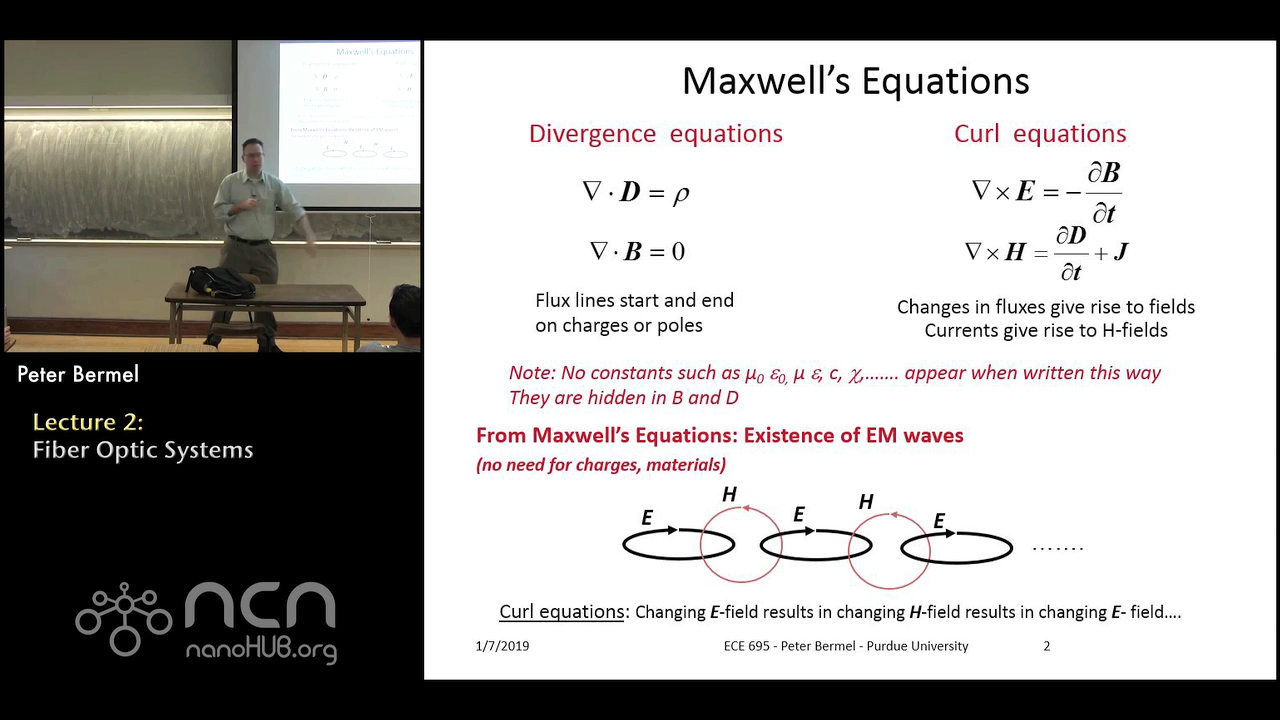 Maxwell's Equations
Peter Bermel
Lecture 2:
Fiber Optic Systems
ncn
nanoHUB.org
Maxwell's Equations
Divergence equations
∇ · D = ρ
∇ · B = 0
Flux lines start and end
on charges or poles
Curl equations
∇ × E = − ∂B/∂t
∇ × H = ∂D/∂t + J
Changes in fluxes give rise to fields
Currents give rise to H-fields
Note: No constants such as μ0 ε0, μ ε, c, χ,……. appear when written this way
They are hidden in B and D
From Maxwell's Equations: Existence of EM waves
(no need for charges, materials)
E H E H E …….
Curl equations: Changing E-field results in changing H-field results in changing E- field….
1/7/2019 ECE 695 - Peter Bermel - Purdue University 2